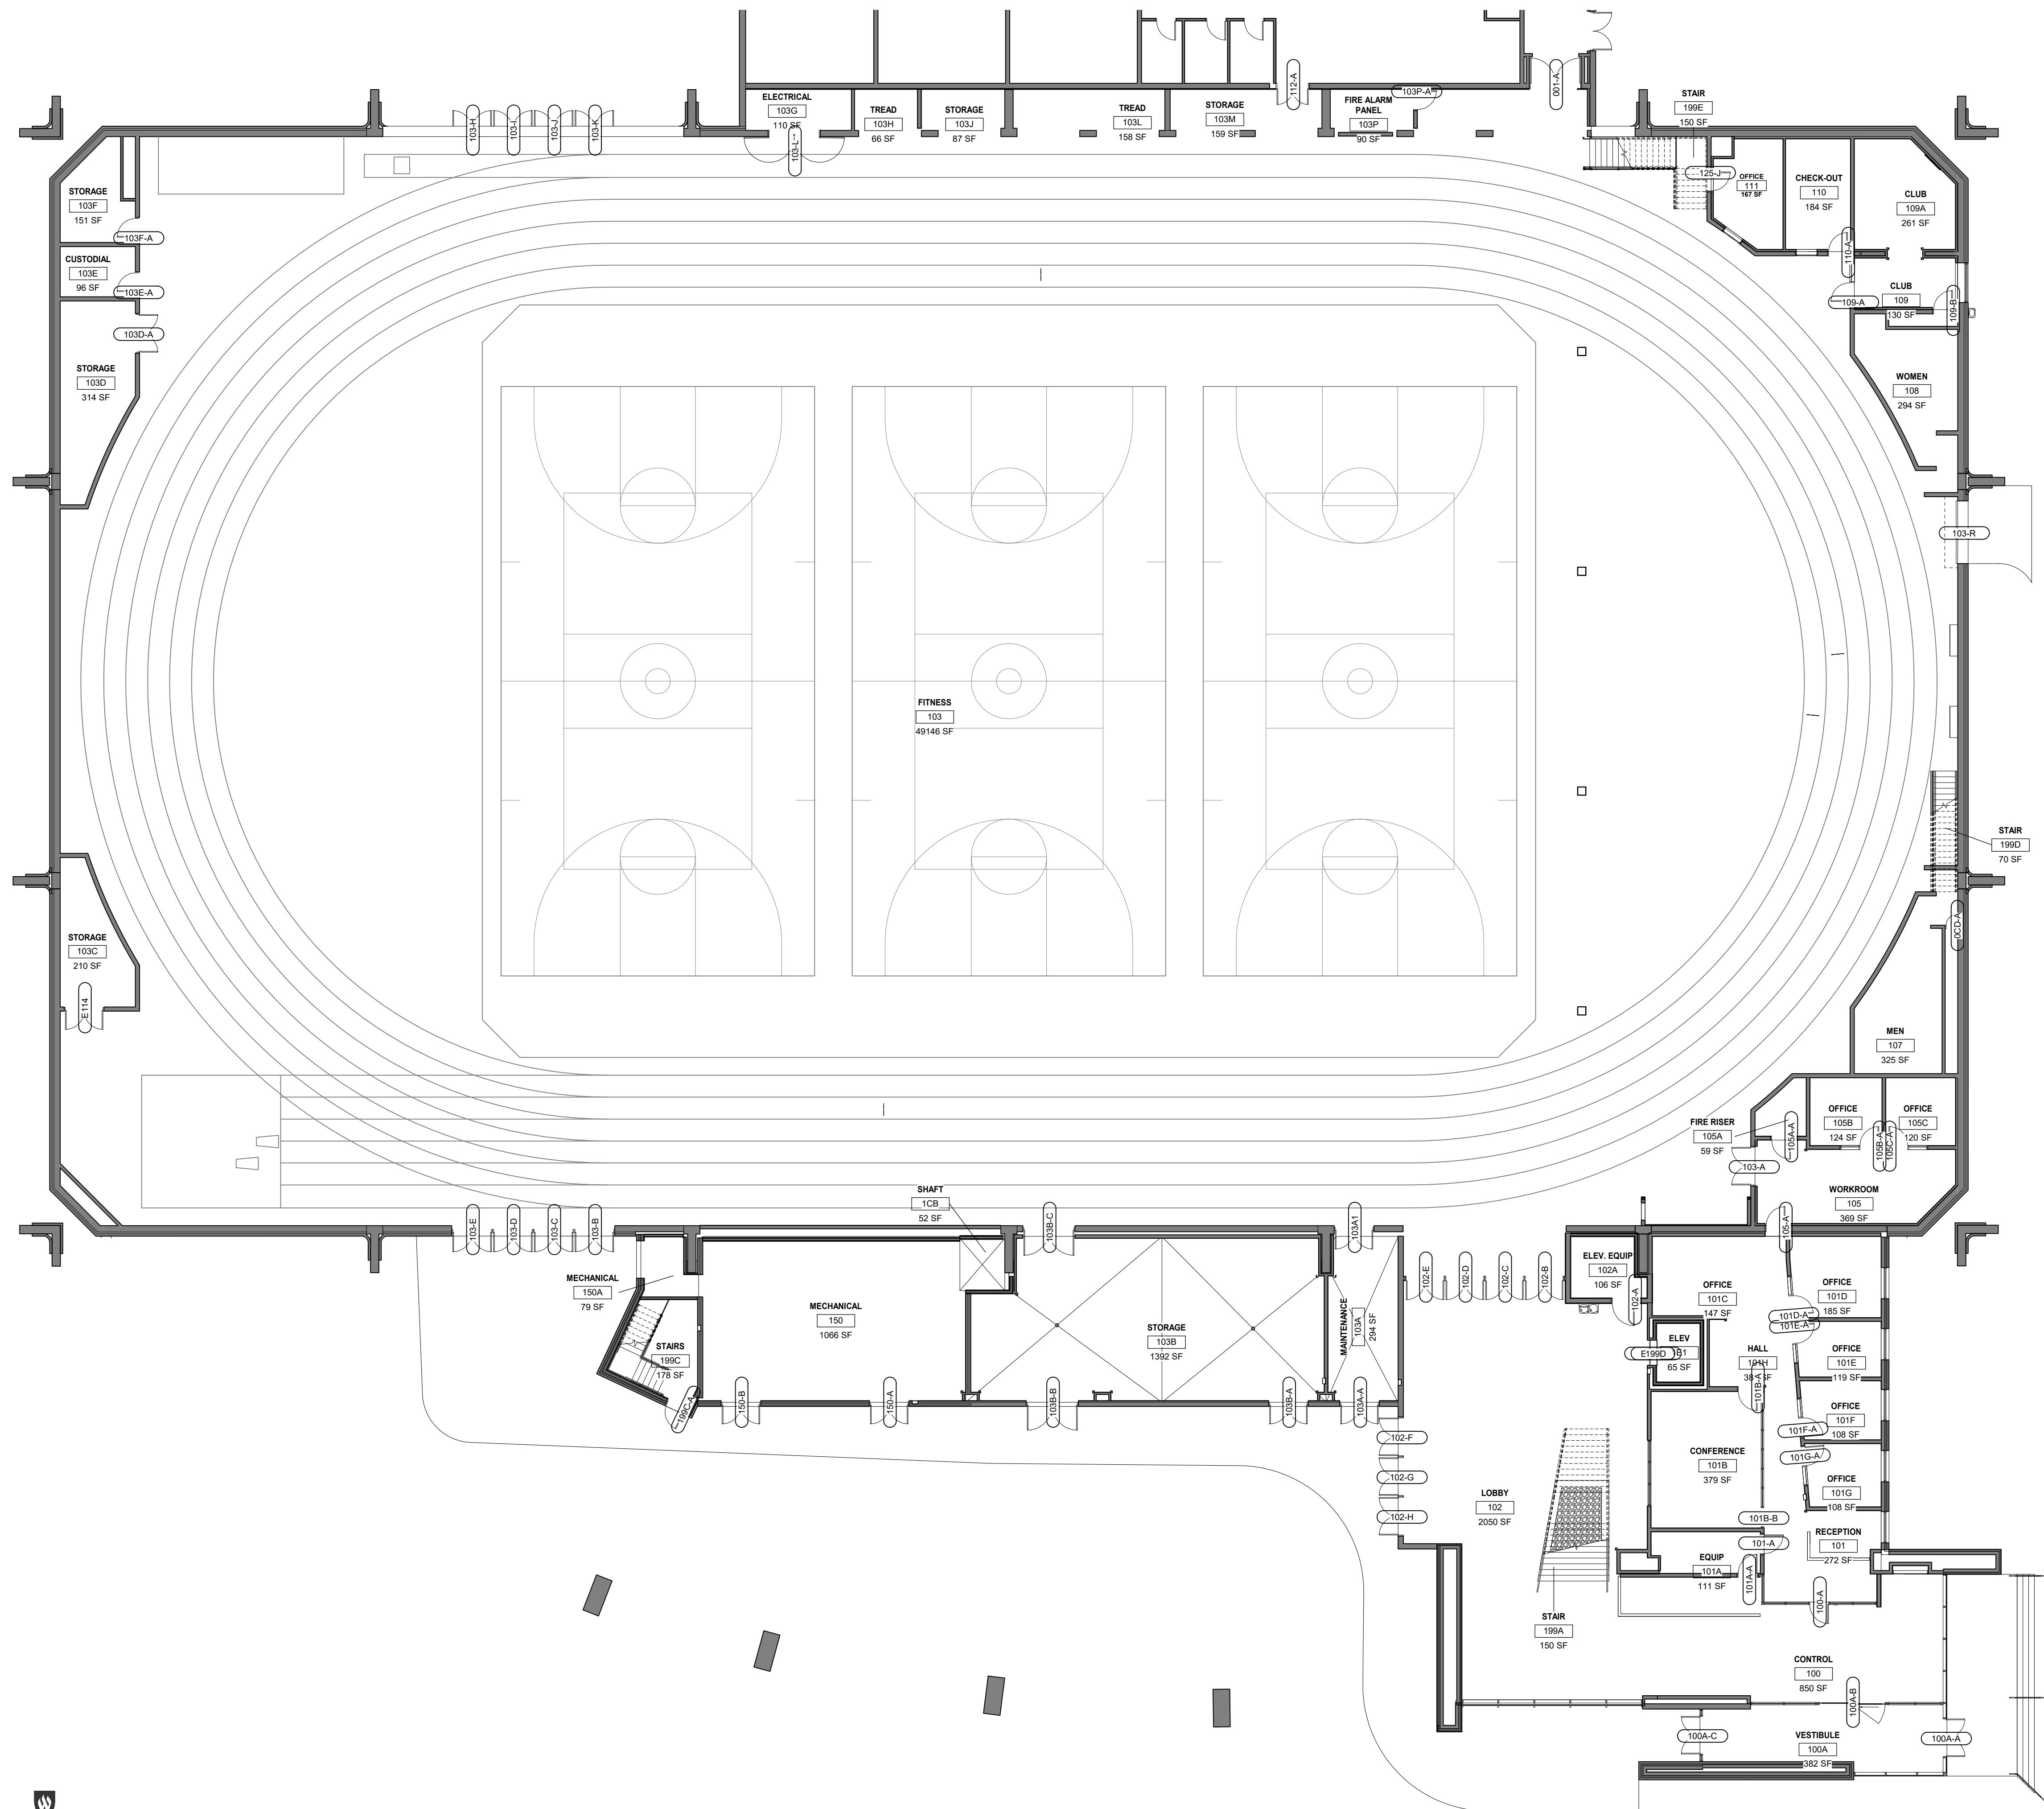 ELECTRICAL
103G
110 SF
TREAD
103H
66 SF
STORAGE
103J
87 SF
TREAD
103L
158 SF
STORAGE
103M
159 SF
112-A
FIRE ALARM
PANEL
103P
90 SF
103P-A
001-A
STAIR
199E
150 SF
103-H
103-I
103-J
103-K
103-L
125-J
OFFICE
111
167 SF
CHECK-OUT
110
184 SF
CLUB
109A
261 SF
110-A
STORAGE
103F
151 SF
103F-A
CUSTODIAL
103E
96 SF
103E-A
103D-A
STORAGE
103D
314 SF
109-A
CLUB
109
130 SF
109-B
WOMEN
108
294 SF
103-R
FITNESS
103
49146 SF
STAIR
199D
70 SF
0CD-A
STORAGE
103C
210 SF
E114
MEN
107
325 SF
FIRE RISER
105A
59 SF
105A-A
OFFICE
105B
124 SF
105B-A
105C-A
OFFICE
105C
120 SF
103-A
WORKROOM
105
369 SF
105-A
SHAFT
1CB
52 SF
103-E
103-D
103-C
103-B
103B-C
103A1
MECHANICAL
150A
79 SF
MECHANICAL
150
1066 SF
STAIRS
199C
178 SF
199C-A
150-B
150-A
STORAGE
103B
1392 SF
103B-B
103B-A
MAINTENANCE
103A
294 SF
103A-A
102-E
102-D
102-C
102-B
ELEV. EQUIP
102A
106 SF
102-A
OFFICE
101C
147 SF
OFFICE
101D
185 SF
101D-A
101E-A
ELEV
1E1
65 SF
E199D
HALL
101H
381 SF
101B-A
OFFICE
101E
119 SF
OFFICE
101F
108 SF
101F-A
101G-A
OFFICE
101G
108 SF
102-F
102-G
102-H
CONFERENCE
101B
379 SF
LOBBY
102
2050 SF
101B-B
101-A
RECEPTION
101
272 SF
EQUIP
101A
111 SF
101A-A
100-A
STAIR
199A
150 SF
CONTROL
100
850 SF
100A-B
100A-C
VESTIBULE
100A
382 SF
100A-A